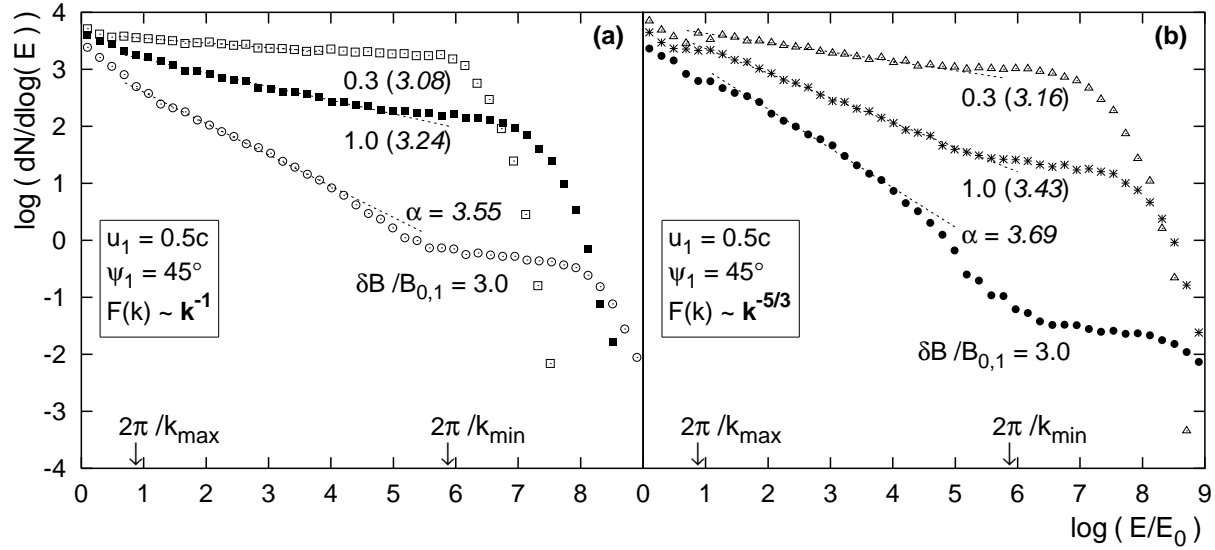 log ( dN/dlog( E ) )
4
3
2
1
0
-1
-2
-3
-4
(a)
0.3 (3.08)
1.0 (3.24)
α = 3.55
δB /B0,1 = 3.0
u1 = 0.5c
ψ1 = 45°
F(k) ~ k-1
2π /kmax
2π /kmin
0 1 2 3 4 5 6 7 8
(b)
0.3 (3.16)
1.0 (3.43)
α = 3.69
δB /B0,1 = 3.0
u1 = 0.5c
ψ1 = 45°
F(k) ~ k-5/3
2π /kmax
2π /kmin
0 1 2 3 4 5 6 7 8 9
log ( E/E0 )